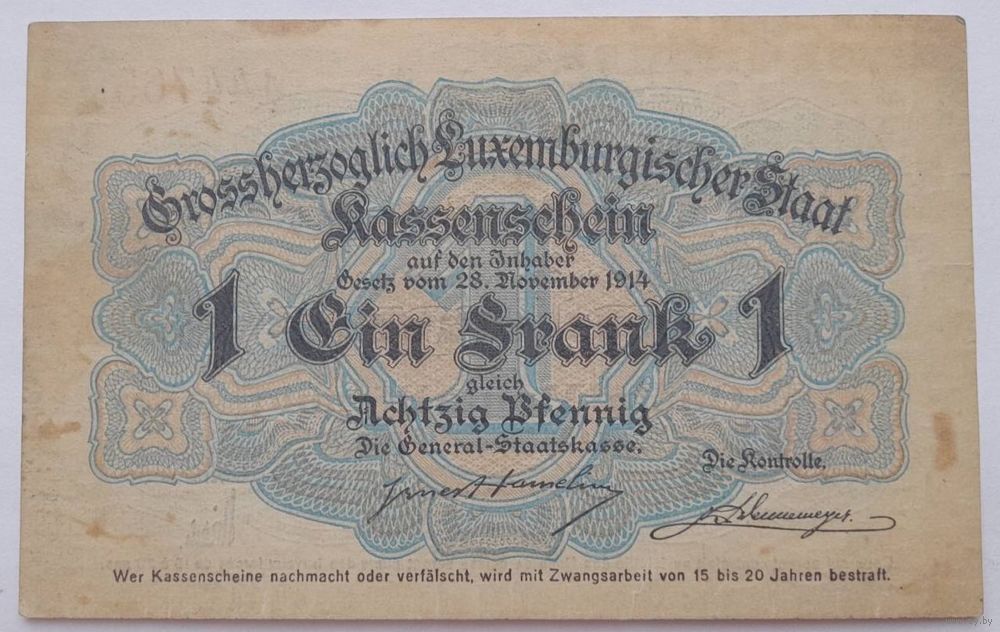 Grossherzoglich Luxemburgischer Staat
Kassenschein
auf den Inhaber
Gesetz vom 28. November 1914
1 Ein Frank 1
gleich
Achtzig Pfennig
Die General-Staatskasse.
Die Kontrolle.
Wer Kassenscheine nachmacht oder verfälscht, wird mit Zwangsarbeit von 15 bis 20 Jahren bestraft.